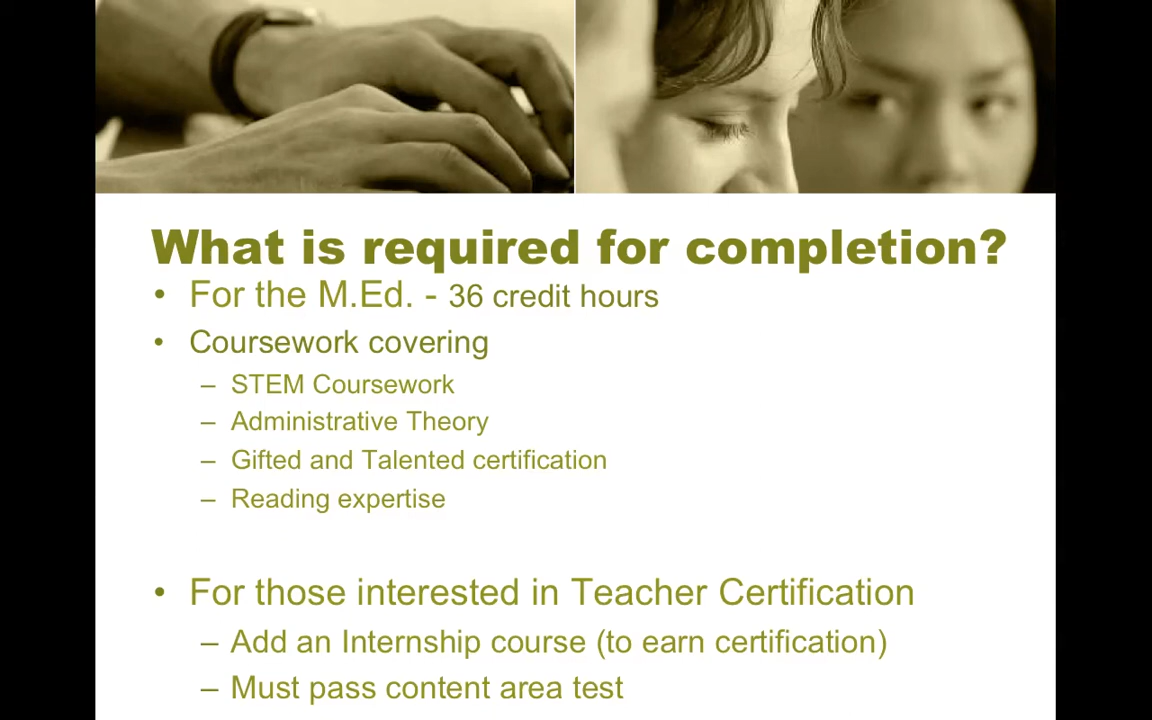 What is required for completion?
• For the M.Ed. - 36 credit hours
• Coursework covering
– STEM Coursework
– Administrative Theory
– Gifted and Talented certification
– Reading expertise
• For those interested in Teacher Certification
– Add an Internship course (to earn certification)
– Must pass content area test